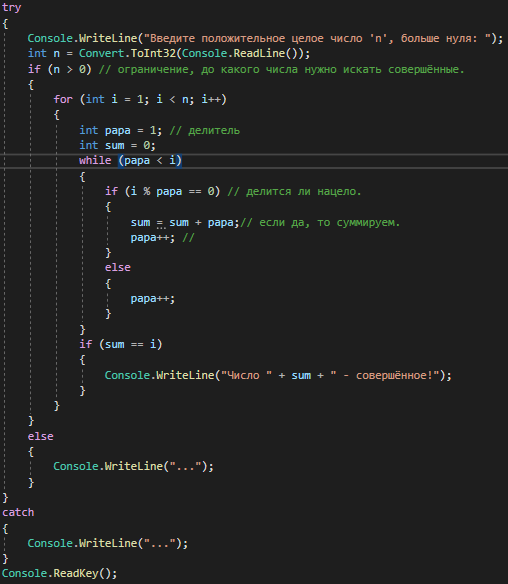 try
{
Console.WriteLine("Введите положительное целое число 'n', больше нуля: ");
int n = Convert.ToInt32(Console.ReadLine());
if (n > 0) // ограничение, до какого числа нужно искать совершённые.
{
for (int i = 1; i < n; i++)
{
int papa = 1; // делитель
int sum = 0;
while (papa < i)
{
if (i % papa == 0) // делится ли нацело.
{
sum = sum + papa;// если да, то суммируем.
papa++; //
}
else
{
papa++;
}
}
if (sum == i)
{
Console.WriteLine("Число " + sum + " - совершённое!");
}
}
}
else
{
Console.WriteLine("...");
}
}
catch
{
Console.WriteLine("...");
}
Console.ReadKey();